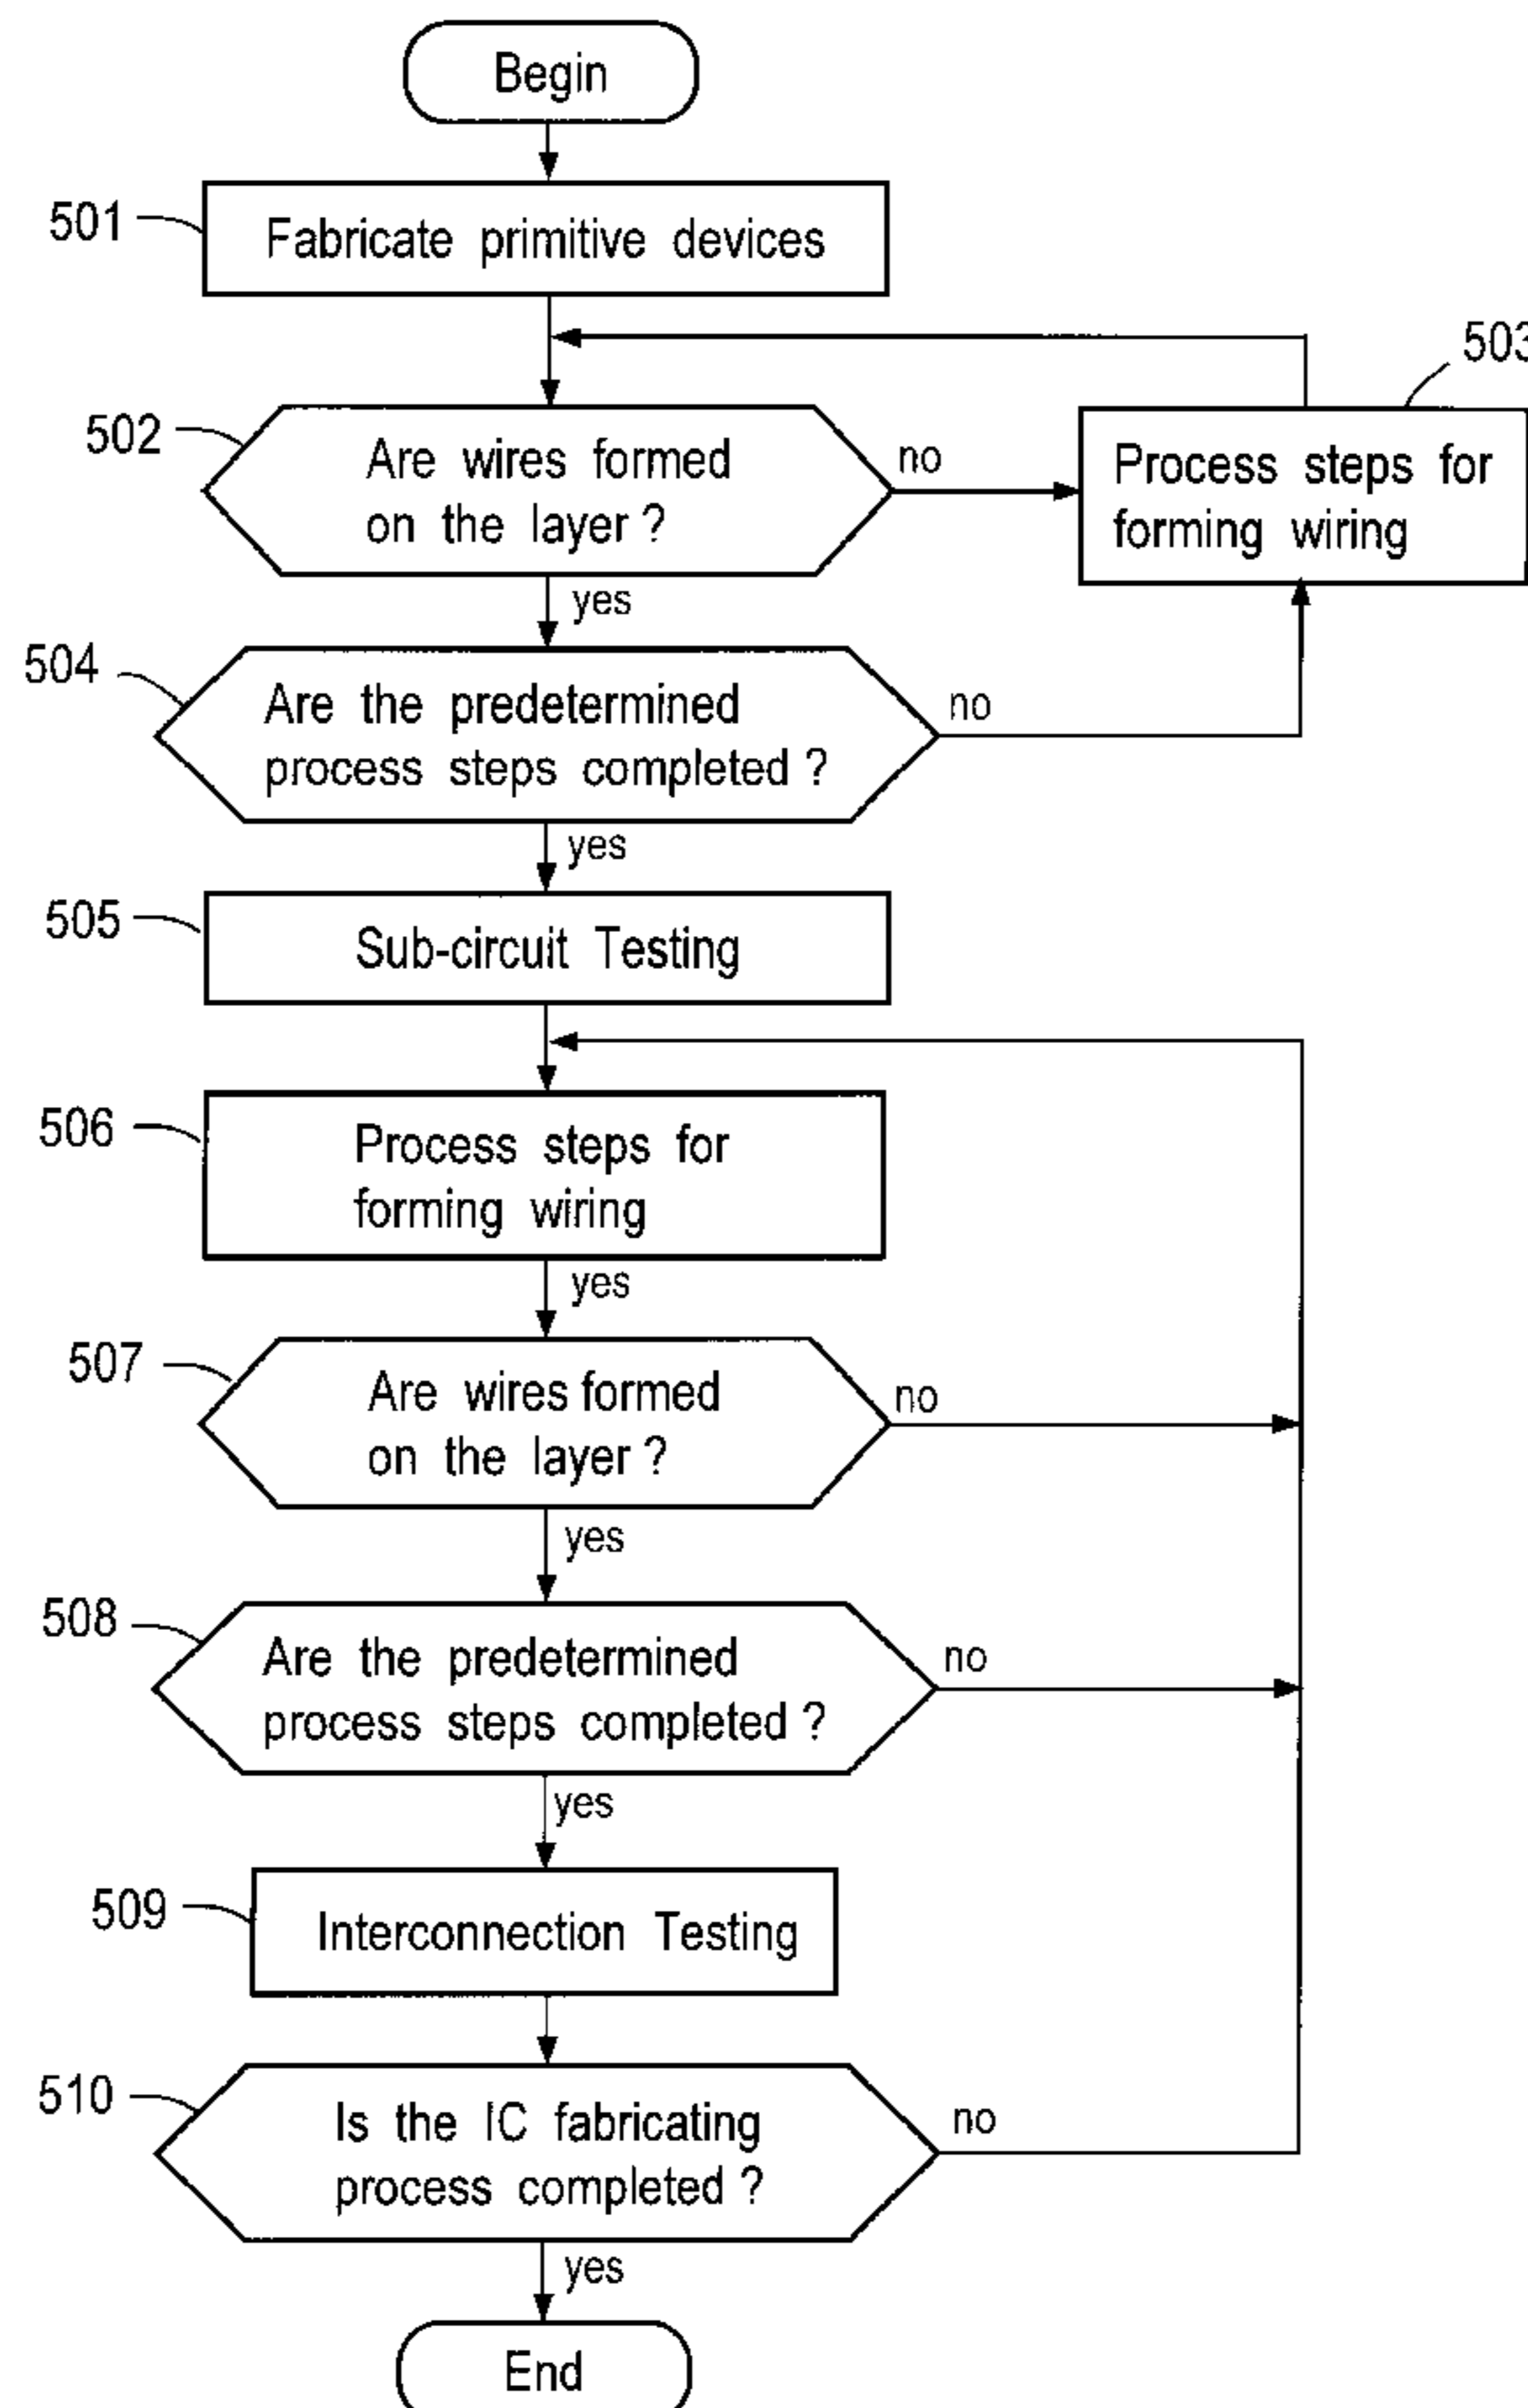 Begin
501
Fabricate primitive devices
503
502
Are wires formed
on the layer ?
no
Process steps for
forming wiring
yes
504
Are the predetermined
process steps completed ?
no
yes
505
Sub-circuit Testing
506
Process steps for
forming wiring
yes
507
Are wires formed
on the layer ?
no
yes
508
Are the predetermined
process steps completed ?
no
yes
509
Interconnection Testing
510
Is the IC fabricating
process completed ?
no
yes
End